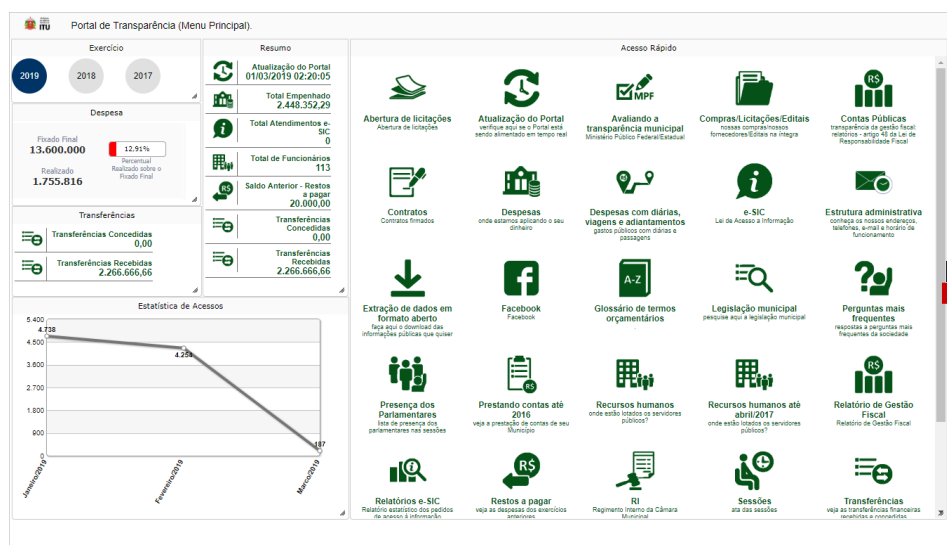 ITU
Portal de Transparência (Menu Principal).
Exercício
2019
2018
2017
Despesa
Fixado Final
13.600.000
Realizado
1.755.816
12,91%
Percentual
Realizado sobre o
Fixado Final
Transferências
Transferências Concedidas
0,00
Transferências Recebidas
2.266.666,66
Resumo
Atualização do Portal
01/03/2019 02:20:05
Total Empenhado
2.448.352,29
Total Atendimentos e-
SIC
0
Total de Funcionários
113
Saldo Anterior - Restos
a pagar
20.000,00
Transferências
Concedidas
0,00
Transferências
Recebidas
2.266.666,66
Estatística de Acessos
5.400
4.500
3.600
2.700
1.800
900
0
4.738
4.254
187
Janeiro/2019
Fevereiro/2019
Marco/2019
Acesso Rápido
Abertura de licitações
Abertura de licitações
Atualização do Portal
verifique aqui se o Portal está
sendo alimentado em tempo real
MPF
Avaliando a
transparência municipal
Ministério Público Federal/Estadual
Compras/Licitações/Editais
nossas compras/nossos
fornecedores/Editais na íntegra
R$
Contas Públicas
transparência da gestão fiscal:
relatórios - artigo 48 da Lei de
Responsabilidade Fiscal
Contratos
Contratos firmados
Despesas
onde estamos aplicando o seu
dinheiro
Despesas com diárias,
viagens e adiantamentos
gastos públicos com diárias e
passagens
e-SIC
Lei de Acesso a Informação
Estrutura administrativa
conheça os nossos endereços,
telefones, e-mail e horário de
funcionamento
Extração de dados em
formato aberto
faça aqui o download das
informações públicas que quiser
Facebook
Facebook
A-Z
Glossário de termos
orçamentários
Legislação municipal
pesquise aqui a legislação municipal
Perguntas mais
frequentes
respostas a perguntas mais
frequentes da sociedade
Presença dos
Parlamentares
lista de presença dos
parlamentares nas sessões
R$
Prestando contas até
2016
veja a prestação de contas de seu
Município
Recursos humanos
onde estão lotados os servidores
públicos?
Recursos humanos até
abril/2017
onde estão lotados os servidores
públicos?
R$
Relatório de Gestão
Fiscal
Relatório de Gestão Fiscal
Relatórios e-SIC
Relatório estatístico dos pedidos
de acesso à informação
R$
Restos a pagar
veja as despesas dos exercícios
anteriores
RI
Regimento Interno da Câmara
Municipal
Sessões
ata das sessões
Transferências
veja as transferências financeiras
recebidas e concedidas